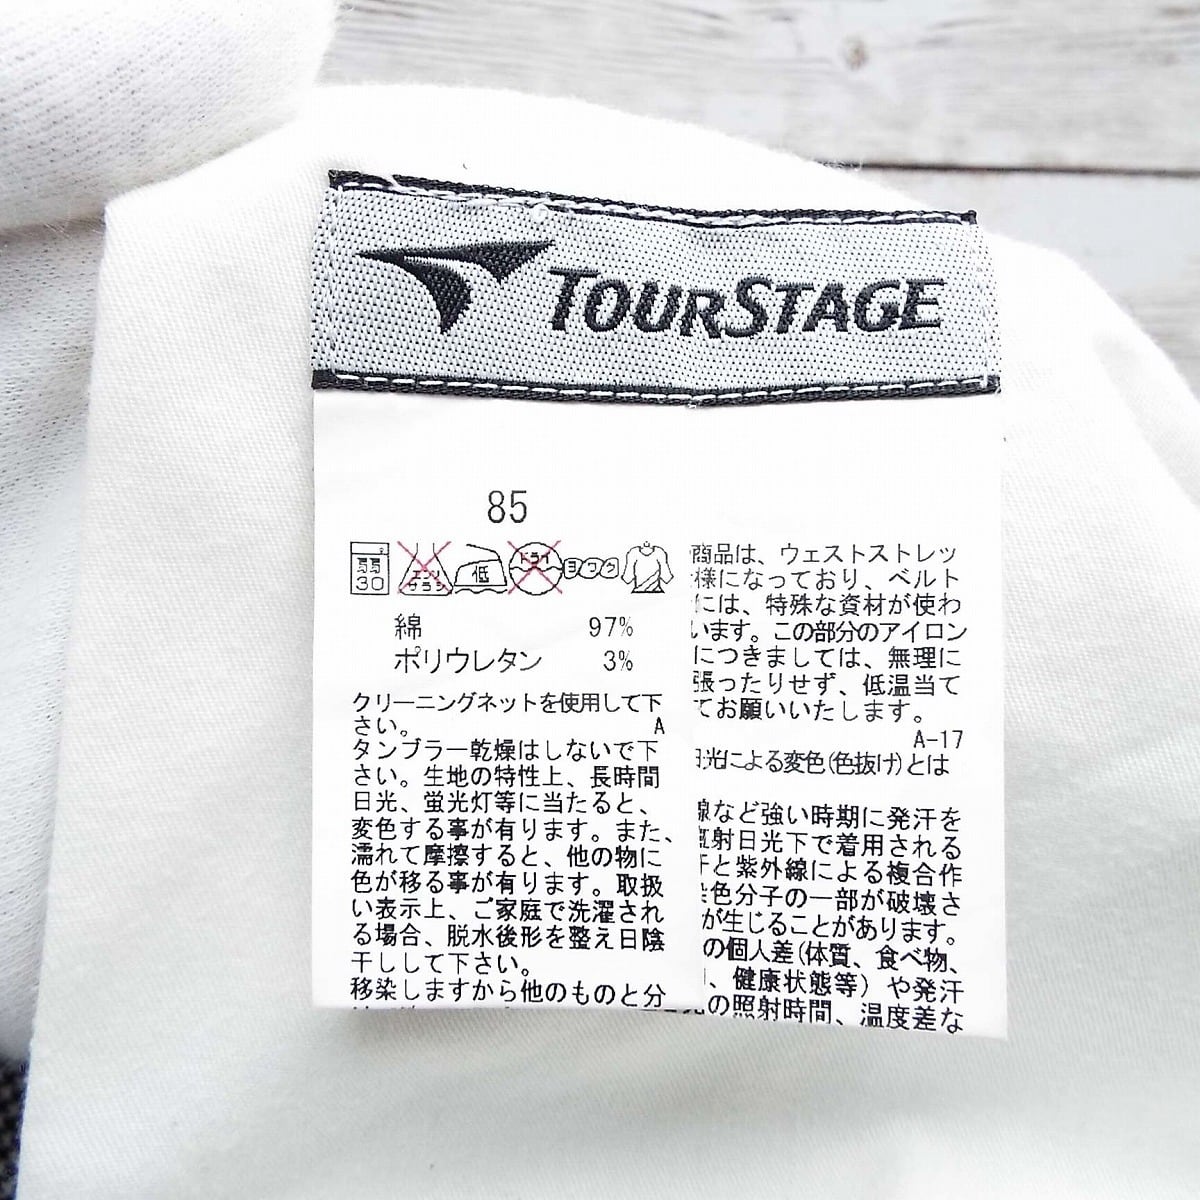 TOURSTAGE
85
弱
30
エンソ
サラシ
低
ドライ
ヨワク
綿 97%
ポリウレタン 3%
クリーニングネットを使用して下
さい。 A
タンブラー乾燥はしないで下
さい。生地の特性上、長時間
日光、蛍光灯等に当たると、
変色する事が有ります。また、
濡れて摩擦すると、他の物に
色が移る事が有ります。取扱
い表示上、ご家庭で洗濯され
る場合、脱水後形を整え日陰
干しして下さい。
移染しますから他のものと分
商品は、ウェストストレッ
様になっており、ベルト
には、特殊な資材が使わ
います。この部分のアイロン
につきましては、無理に
張ったりせず、低温当て
てお願いいたします。
A-17
日光による変色(色抜け)とは
線など強い時期に発汗を
射日光下で着用される
汗と紫外線による複合作
色分子の一部が破壊さ
が生じることがあります。
の個人差(体質、食べ物、
、健康状態等)や発汗
の照射時間、温度差な